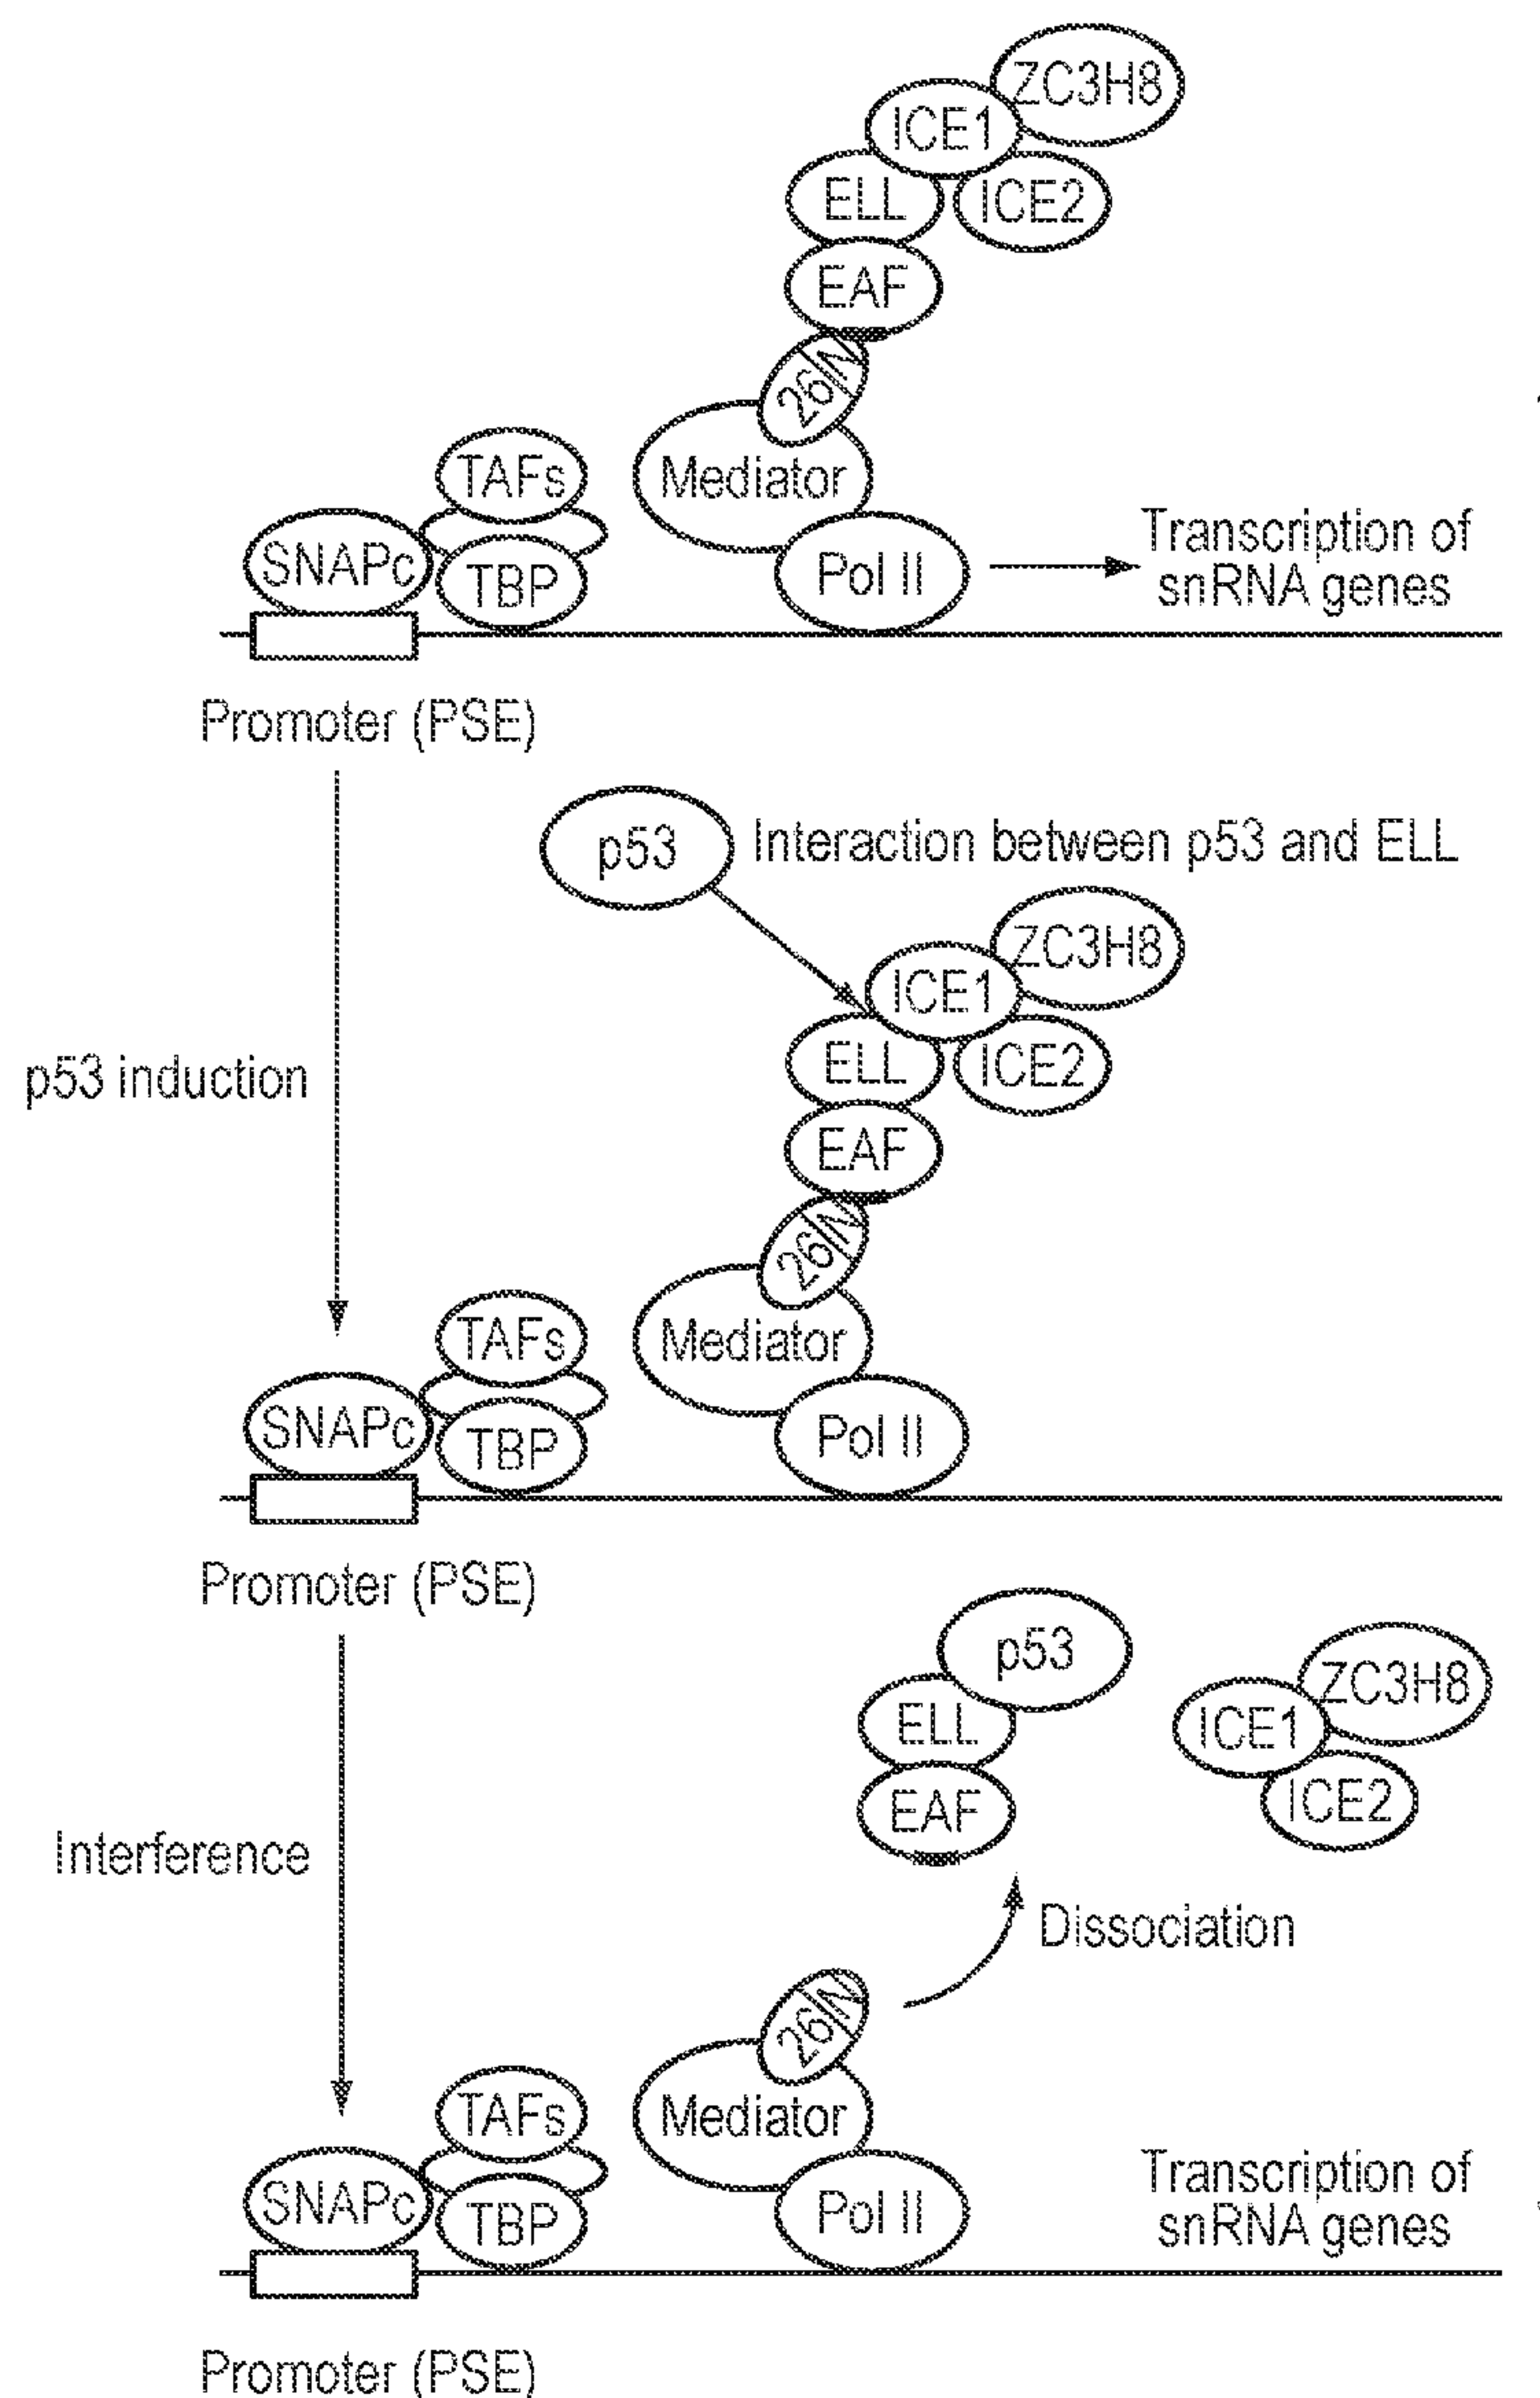 ZC3H8
ICE1
ELL
ICE2
EAF
26/N
TAFs
Mediator
SNAPc
TBP
Pol II
Transcription of
snRNA genes
Promoter (PSE)
p53
Interaction between p53 and ELL
ZC3H8
ICE1
ELL
ICE2
p53 induction
EAF
26/N
TAFs
Mediator
SNAPc
TBP
Pol II
Promoter (PSE)
p53
ZC3H8
ELL
ICE1
EAF
ICE2
Interference
Dissociation
26/N
TAFs
Mediator
SNAPc
TBP
Pol II
Transcription of
snRNA genes
Promoter (PSE)